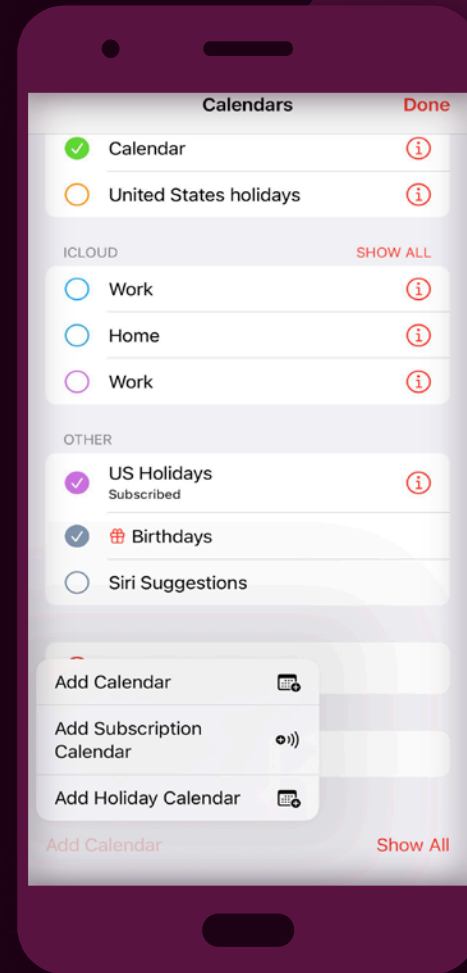 Calendars Done
Calendar
United States holidays
ICLOUD SHOW ALL
Work
Home
Work
OTHER
US Holidays
Subscribed
Birthdays
Siri Suggestions
Add Calendar
Add Subscription
Calendar
Add Holiday Calendar
Add Calendar Show All